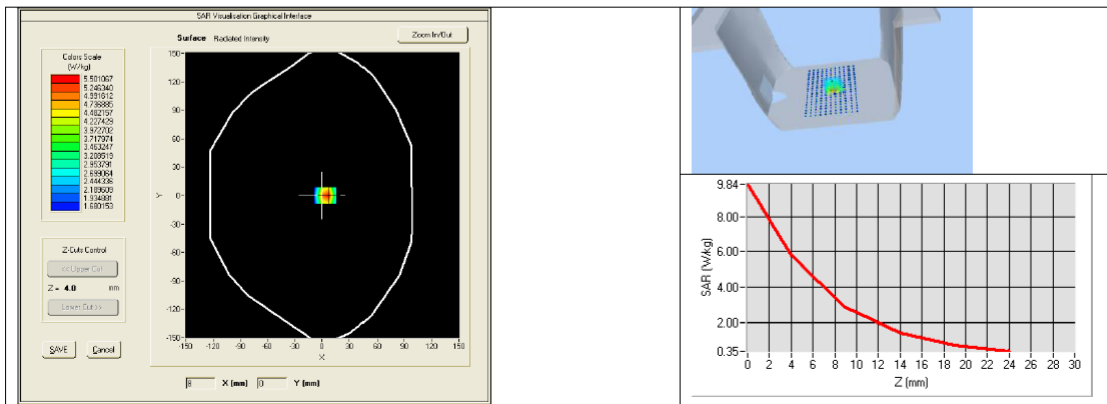 SAR Visualisation Graphical Interface
Surface Radiated Intensity
Zoom In/Out
Colors Scale
(W/kg)
5.501067
5.246340
4.991612
4.736885
4.482157
4.227429
3.972702
3.717974
3.463247
3.208519
2.953791
2.699064
2.444336
2.189609
1.934881
1.680153
Z-Cuts Control
<< Upper Cut
Z = 4.0 mm
Lower Cut >>
SAVE Cancel
150
120
90
60
30
Y 0
-30
-60
-90
-120
-150
-150 -120 -90 -60 -30 0 30 60 90 120 150
X
8 X (mm) 0 Y (mm)
9.84
8.00
6.00
4.00
2.00
0.35
SAR (W/kg)
0 2 4 6 8 10 12 14 16 18 20 22 24 26 28 30
Z (mm)